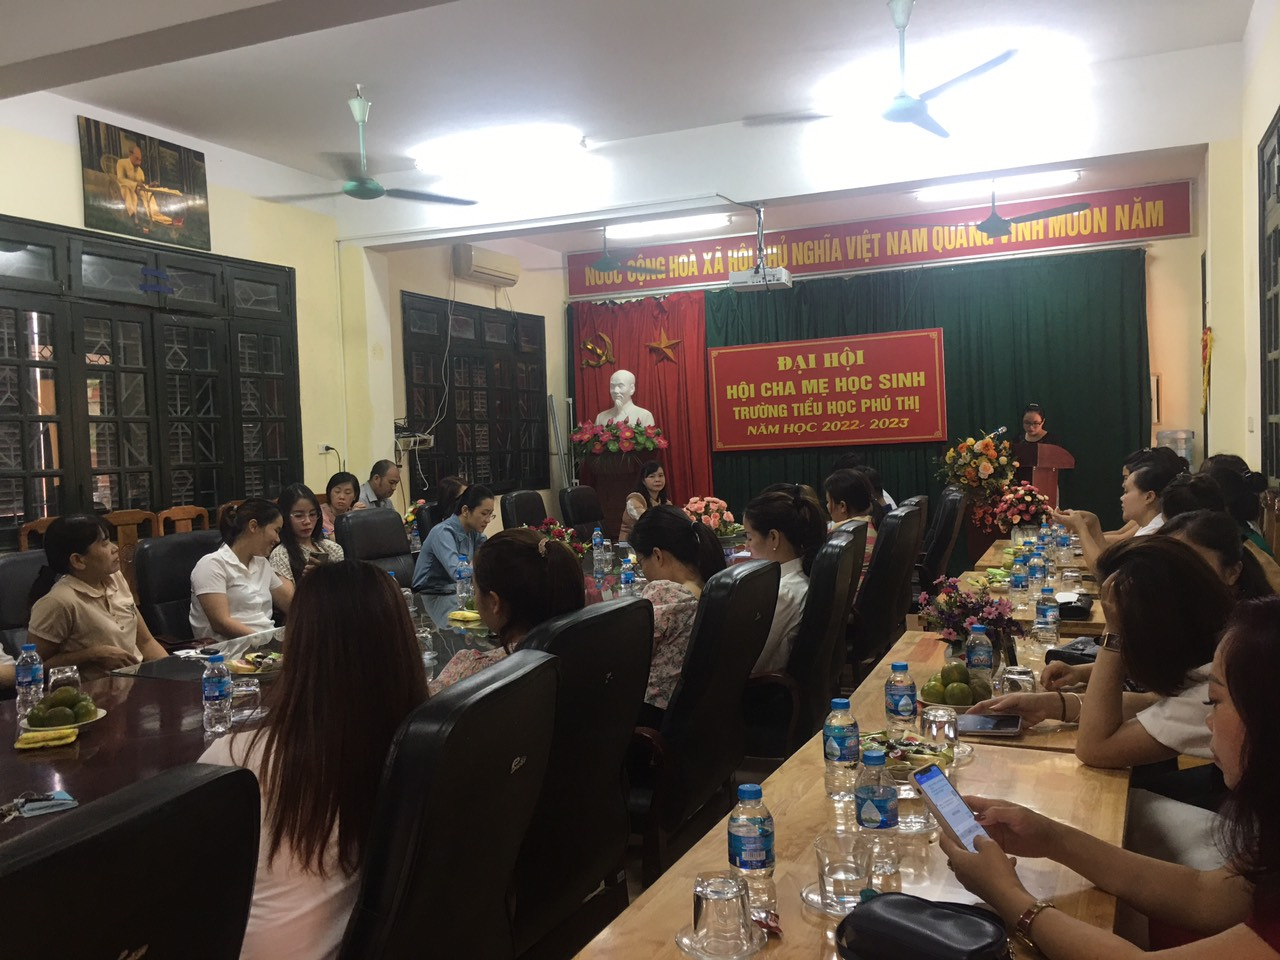 NƯỚC CỘNG HOÀ XÃ HỘI CHỦ NGHĨA VIỆT NAM QUANG VINH MUÔN NĂM
ĐẠI HỘI
HỘI CHA MẸ HỌC SINH
TRƯỜNG TIỂU HỌC PHÚ THỊ
NĂM HỌC 2022- 2023